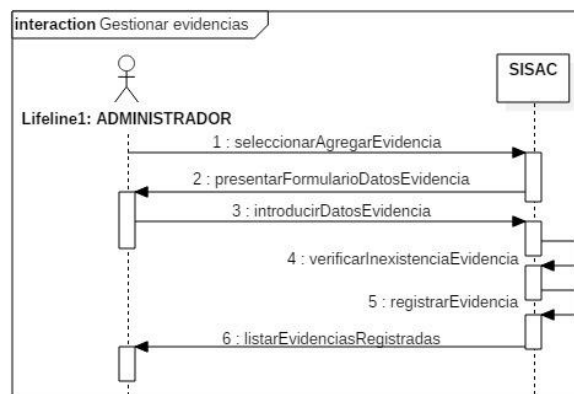 interaction Gestionar evidencias
SISAC
Lifeline1: ADMINISTRADOR
1 : seleccionarAgregarEvidencia
2 : presentarFormularioDatosEvidencia
3 : introducirDatosEvidencia
4 : verificarInexistenciaEvidencia
5 : registrarEvidencia
6 : listarEvidenciasRegistradas